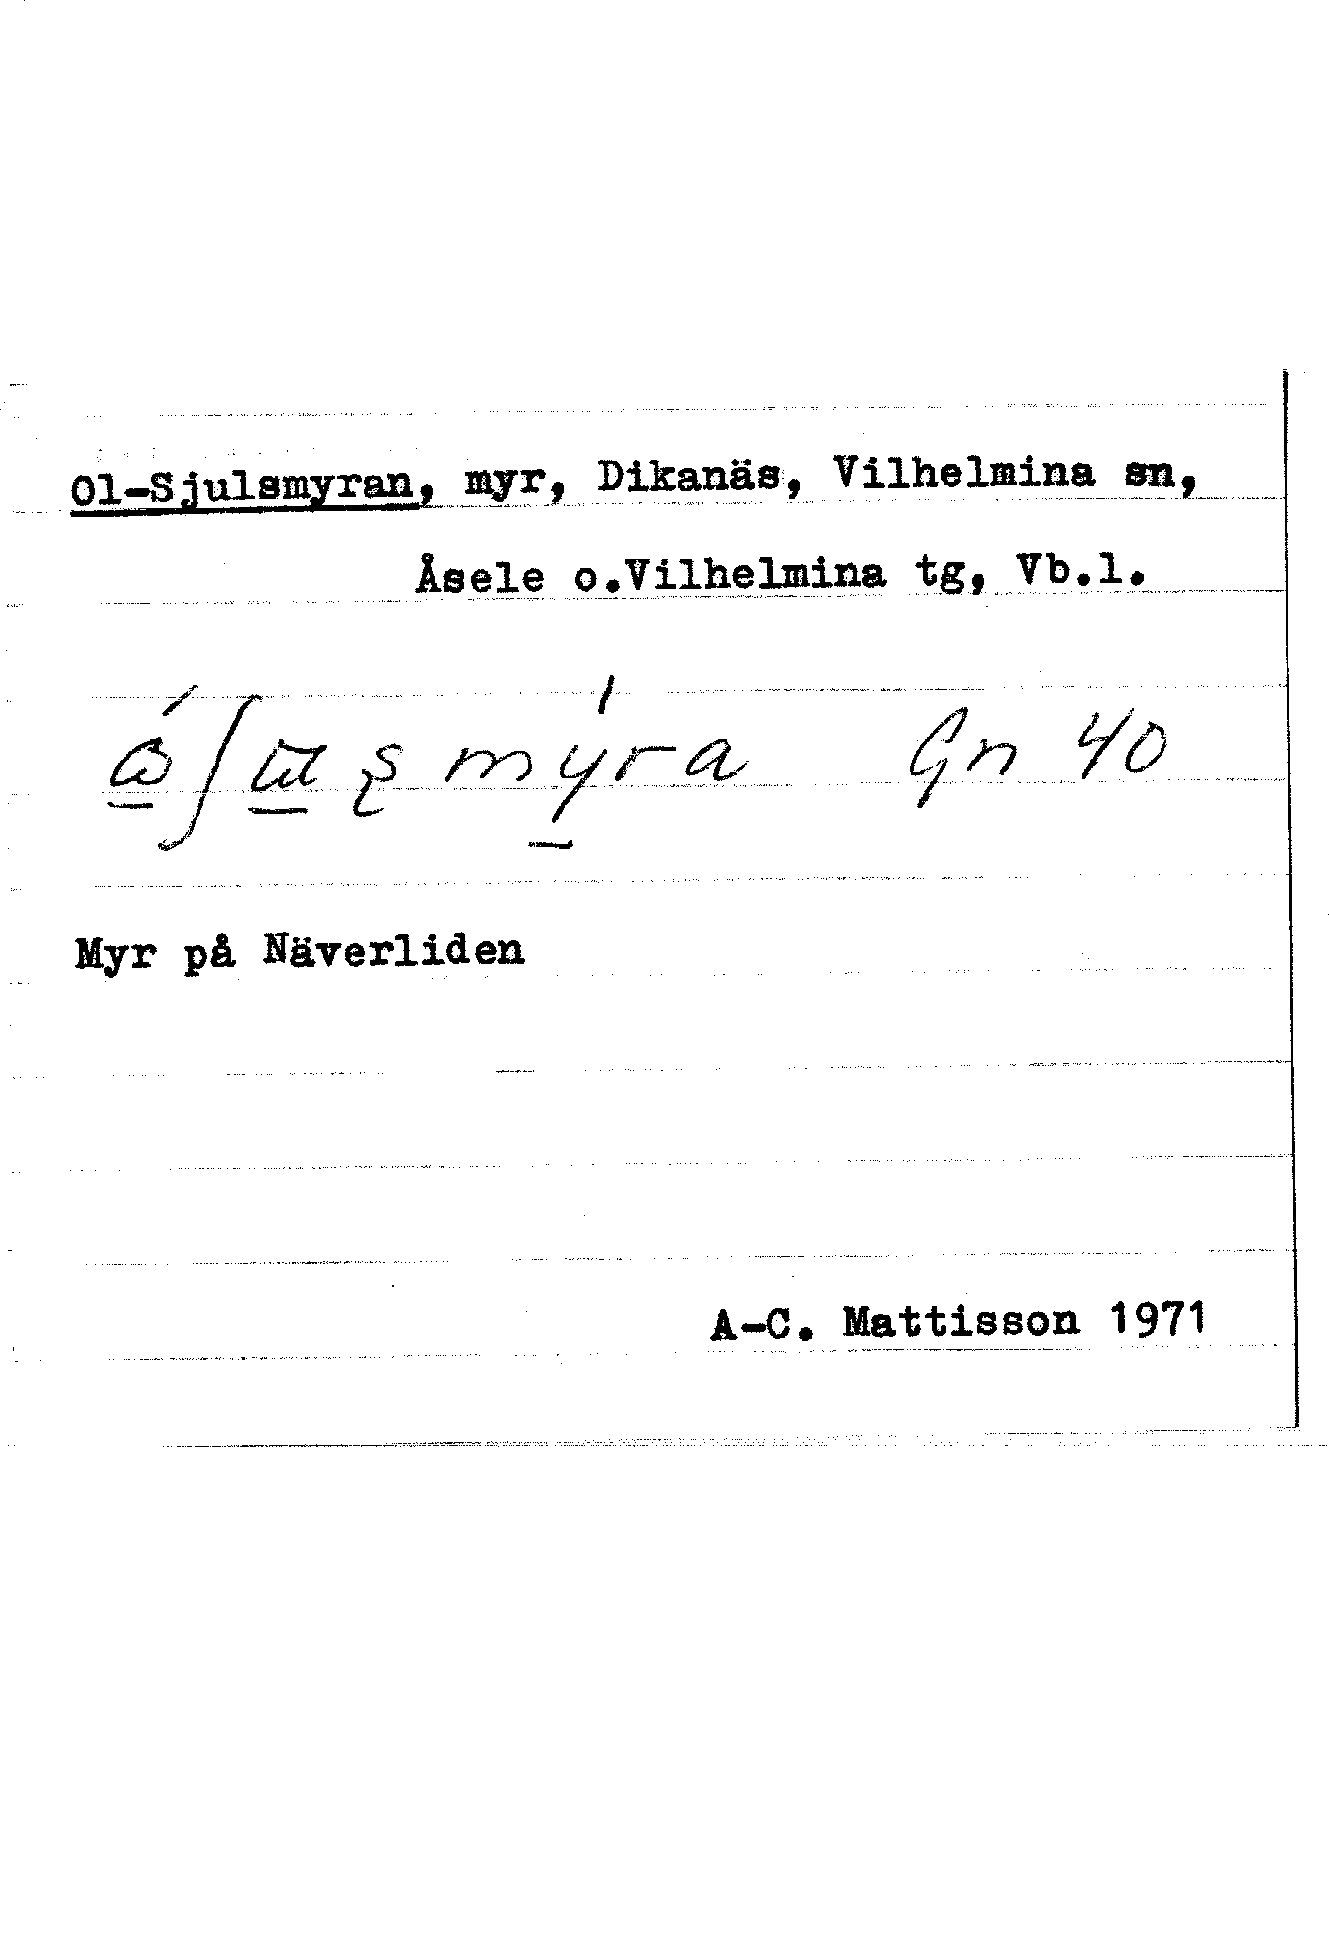 Ol-Sjulsmyran, myr, Dikanäs, Vilhelmina sn,
Åsele o.Vilhelmina tg, Vb.l.
Gn 40
Myr på Näverliden
A-C. Mattisson 1971